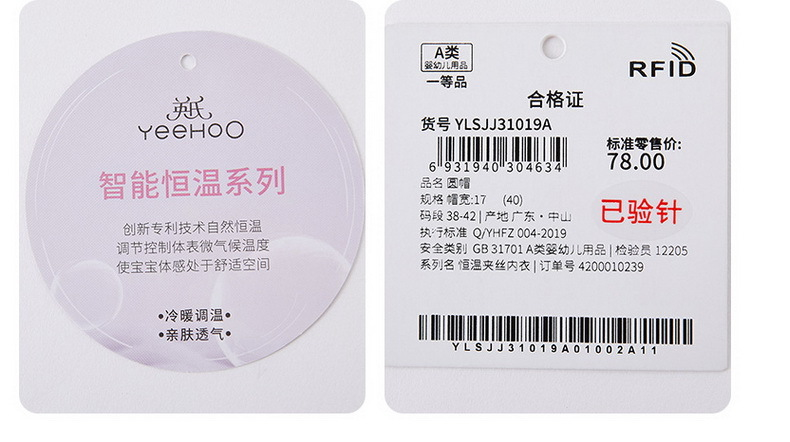 英氏
YeeHoO
智能恒温系列
创新专利技术自然恒温
调节控制体表微气候温度
使宝宝体感处于舒适空间
•冷暖调温•
•亲肤透气•
A类
婴幼儿用品
一等品
RFID
合格证
货号 YLSJJ31019A
6 931940 304634
标准零售价:
78.00
品名 圆帽
规格 帽宽:17 (40)
码段 38-42 | 产地 广东·中山
已验针
执行标准 Q/YHFZ 004-2019
安全类别 GB 31701 A类婴幼儿用品 | 检验员 12205
系列名 恒温夹丝内衣 | 订单号 4200010239
YLSJJ31019A01002A11